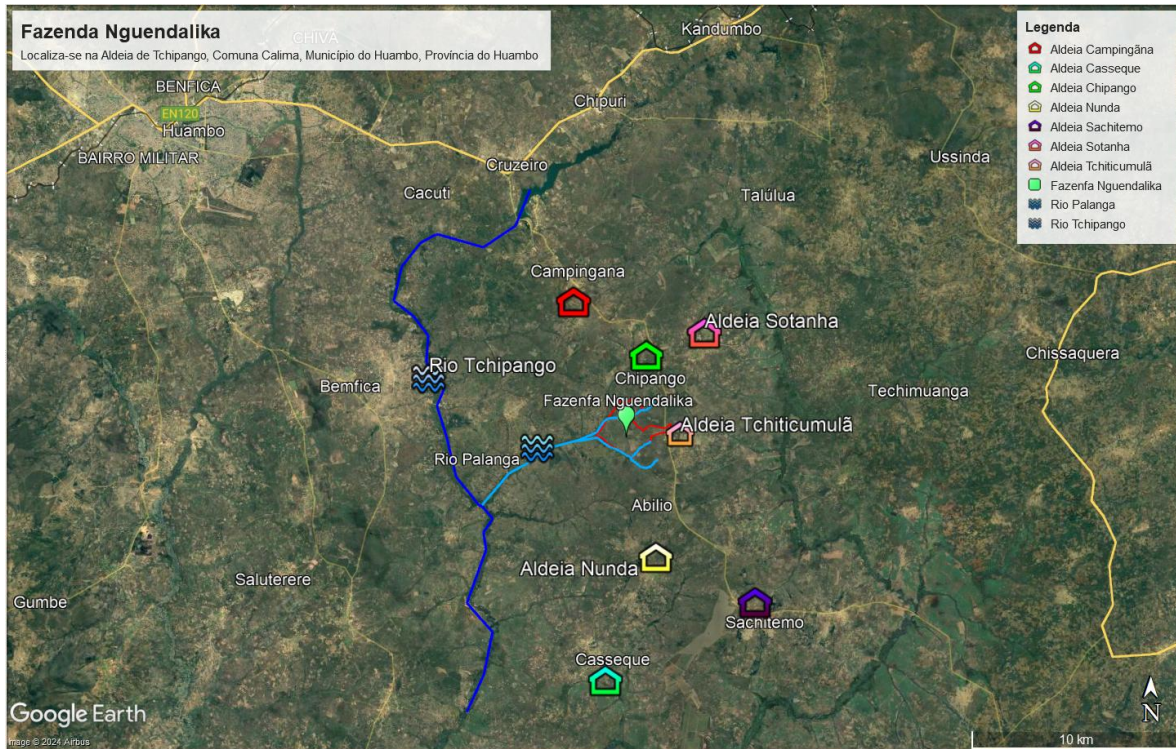 Fazenda Nguendalika
Localiza-se na Aldeia de Tchipango, Comuna Calima, Município do Huambo, Província do Huambo
Legenda
Aldeia Campingãna
Aldeia Casseque
Aldeia Chipango
Aldeia Nunda
Aldeia Sachitemo
Aldeia Sotanha
Aldeia Tchiticumulã
Fazenfa Nguendalika
Rio Palanga
Rio Tchipango
CHIVA
Kandumbo
BENFICA
EN120
Huambo
Chipuri
BAIRRO MILITAR
Cruzeiro
Ussinda
Cacuti
Talúlua
Campingana
Aldeia Sotanha
Chissaquera
Rio Tchipango
Chipango
Bemfica
Techimuanga
Fazenfa Nguendalika
Aldeia Tchiticumulã
Rio Palanga
Abilio
Aldeia Nunda
Saluterere
Gumbe
Sachitemo
Casseque
Google Earth
Image © 2024 Airbus
N
10 km